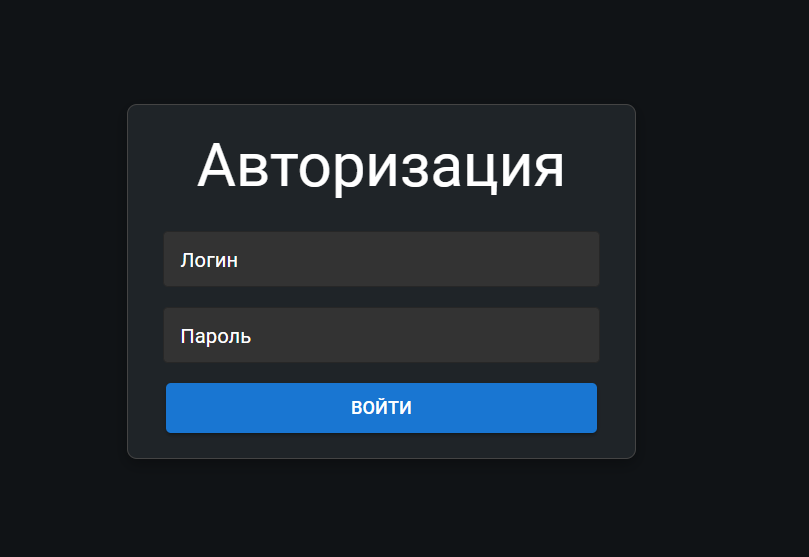 Авторизация
Логин
Пароль
ВОЙТИ